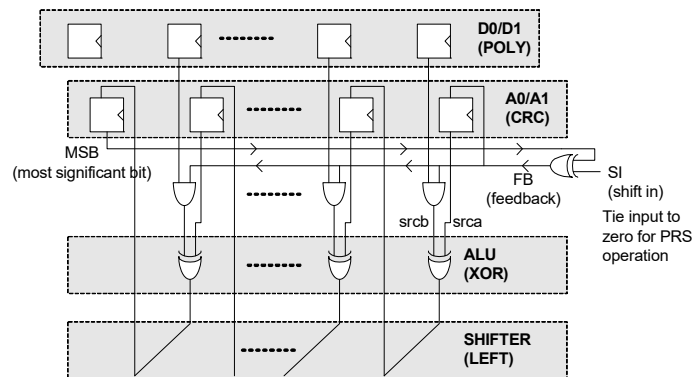 D0/D1
(POLY)
A0/A1
(CRC)
MSB
(most significant bit)
FB
(feedback)
SI
(shift in)
Tie input to
zero for PRS
operation
srcb
srca
ALU
(XOR)
SHIFTER
(LEFT)